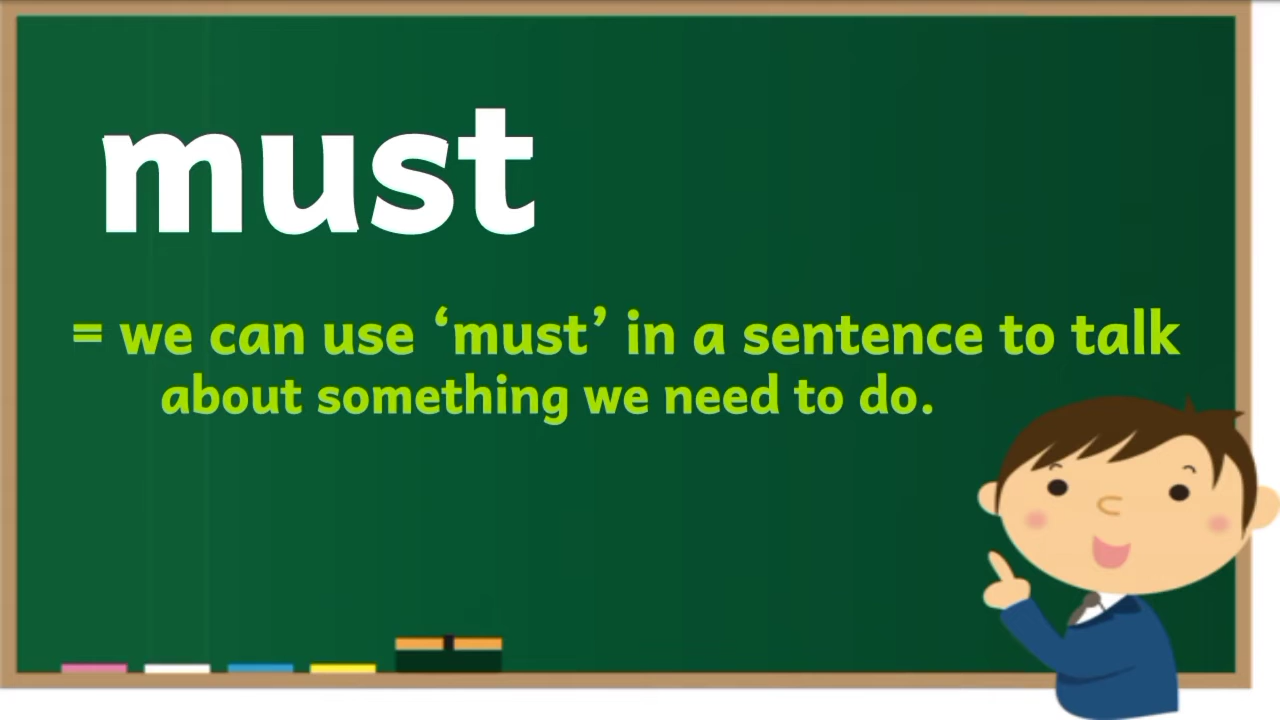 must
= we can use ‘must’ in a sentence to talk
about something we need to do.